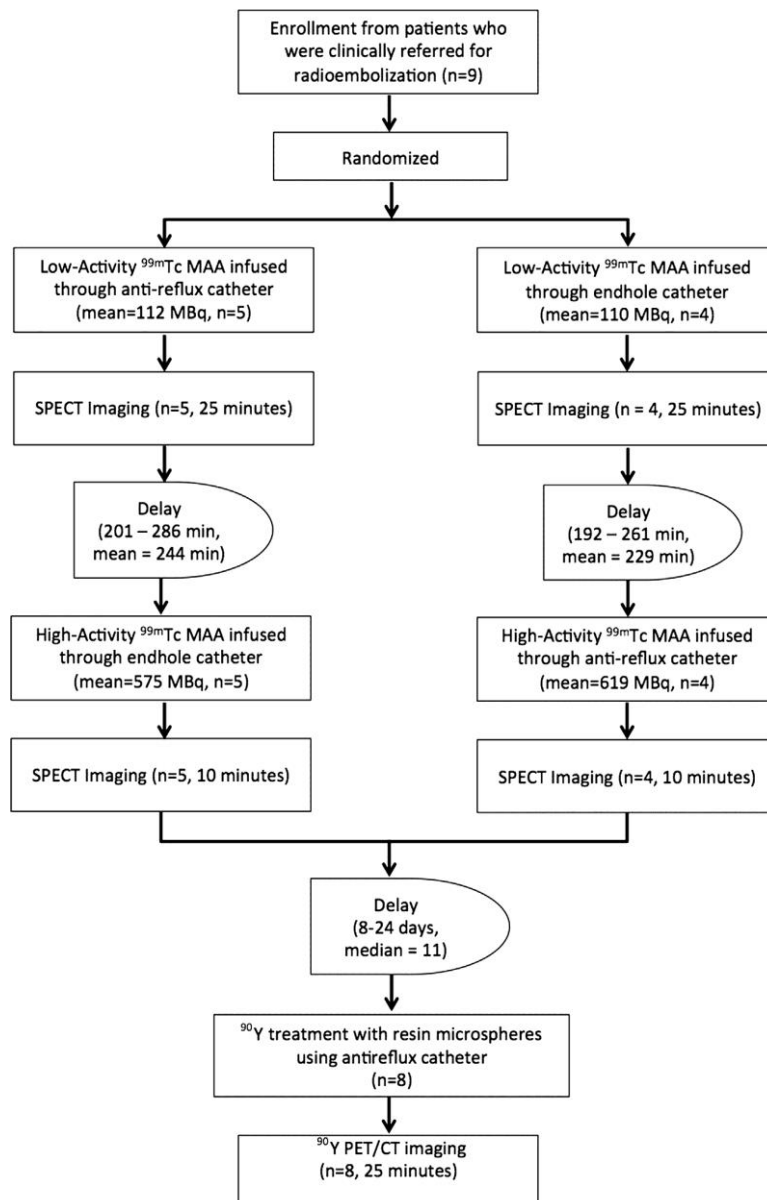 Enrollment from patients who
were clinically referred for
radioembolization (n=9)
Randomized
Low-Activity ⁹⁹ᵐTc MAA infused
through anti-reflux catheter
(mean=112 MBq, n=5)
Low-Activity ⁹⁹ᵐTc MAA infused
through endhole catheter
(mean=110 MBq, n=4)
SPECT Imaging (n=5, 25 minutes)
SPECT Imaging (n = 4, 25 minutes)
Delay
(201 – 286 min,
mean = 244 min)
Delay
(192 – 261 min,
mean = 229 min)
High-Activity ⁹⁹ᵐTc MAA infused
through endhole catheter
(mean=575 MBq, n=5)
High-Activity ⁹⁹ᵐTc MAA infused
through anti-reflux catheter
(mean=619 MBq, n=4)
SPECT Imaging (n=5, 10 minutes)
SPECT Imaging (n=4, 10 minutes)
Delay
(8-24 days,
median = 11)
⁹⁰Y treatment with resin microspheres
using antireflux catheter
(n=8)
⁹⁰Y PET/CT imaging
(n=8, 25 minutes)